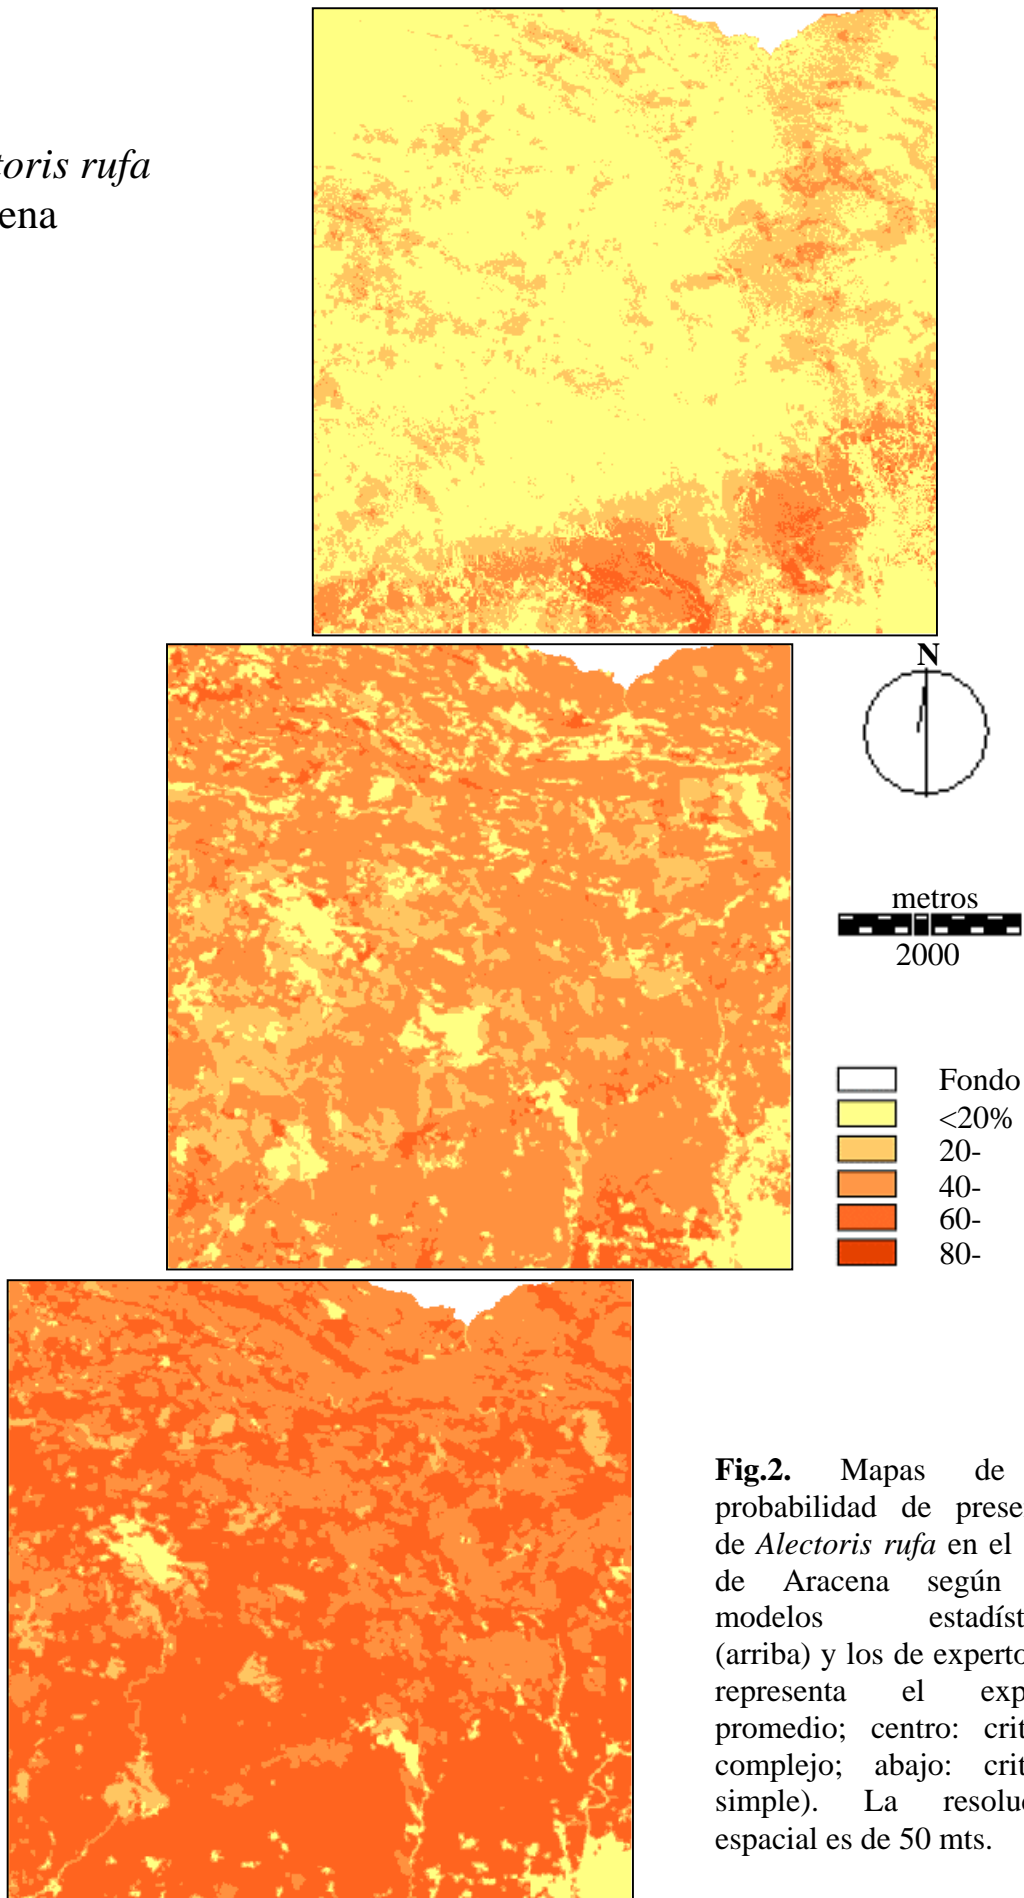 toris rufa
ena
N
metros
2000
Fondo
<20%
20-
40-
60-
80-
Fig.2. Mapas de
probabilidad de prese
de Alectoris rufa en el
de Aracena según
modelos estadíst
(arriba) y los de experto
representa el exp
promedio; centro: crit
complejo; abajo: crit
simple). La resoluc
espacial es de 50 mts.